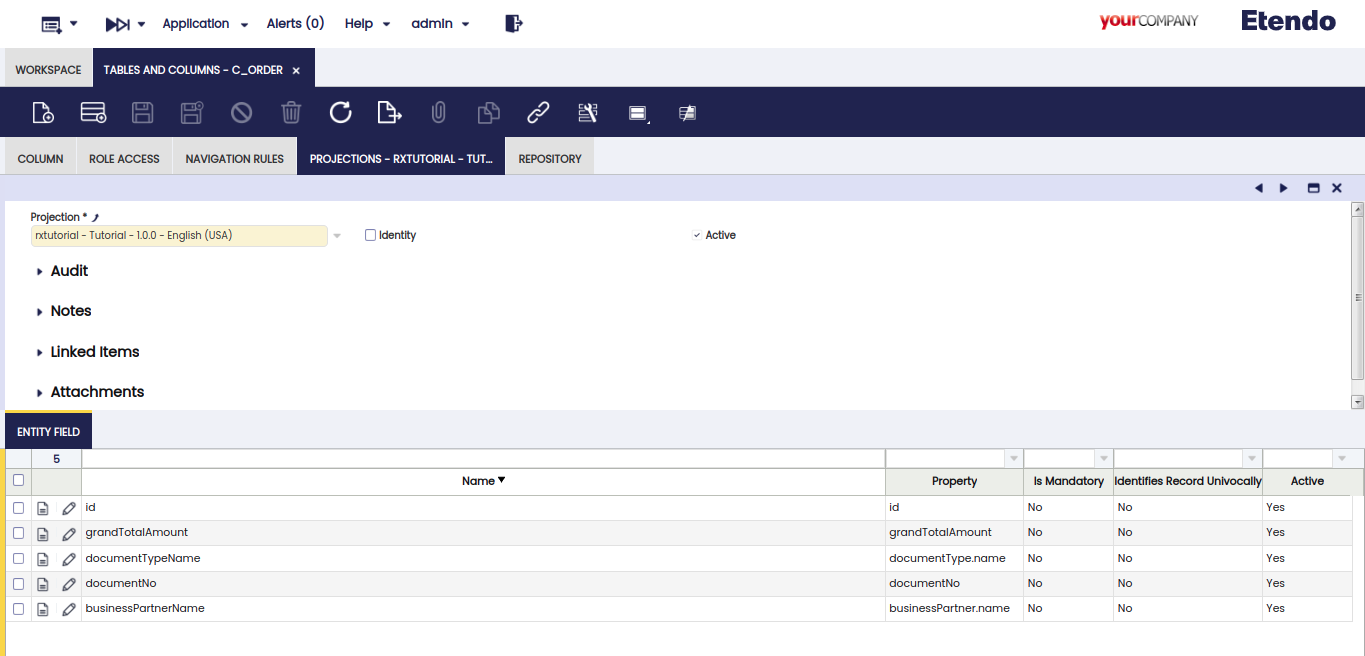 Application Alerts (0) Help admin yourCOMPANY Etendo
WORKSPACE TABLES AND COLUMNS - C_ORDER
COLUMN ROLE ACCESS NAVIGATION RULES PROJECTIONS - RXTUTORIAL - TUT... REPOSITORY
Projection *
rxtutorial - Tutorial - 1.0.0 - English (USA) Identity Active
Audit
Notes
Linked Items
Attachments
ENTITY FIELD
5
Name Property Is Mandatory Identifies Record Univocally Active
id id No No Yes
grandTotalAmount grandTotalAmount No No Yes
documentTypeName documentType.name No No Yes
documentNo documentNo No No Yes
businessPartnerName businessPartner.name No No Yes